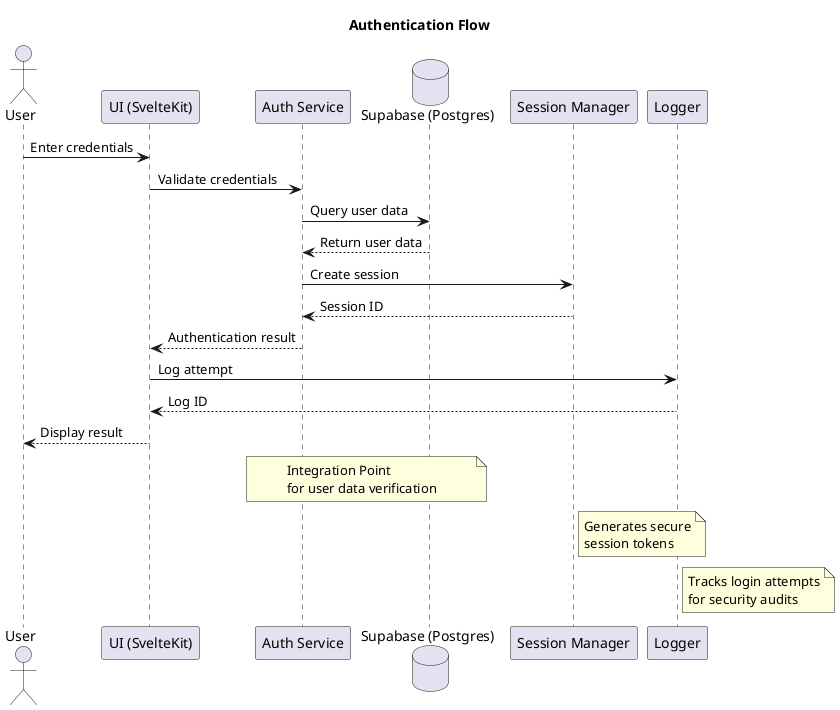 Authentication Flow
User
UI (SvelteKit)
Auth Service
Supabase (Postgres)
Session Manager
Logger
Enter credentials
Validate credentials
Query user data
Return user data
Create session
Session ID
Authentication result
Log attempt
Log ID
Display result
Integration Point
for user data verification
Generates secure
session tokens
Tracks login attempts
for security audits
User
UI (SvelteKit)
Auth Service
Supabase (Postgres)
Session Manager
Logger